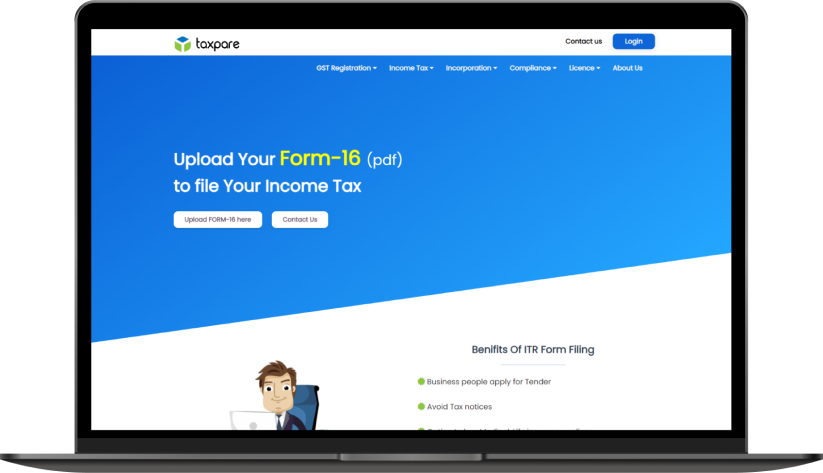 taxpare
Contact us
Login
GST Registration
Income Tax
Incorporation
Compliance
Licence
About Us
Upload Your Form-16 (pdf)
to file Your Income Tax
Upload FORM-16 here
Contact Us
Benifits Of ITR Form Filing
Business people apply for Tender
Avoid Tax notices